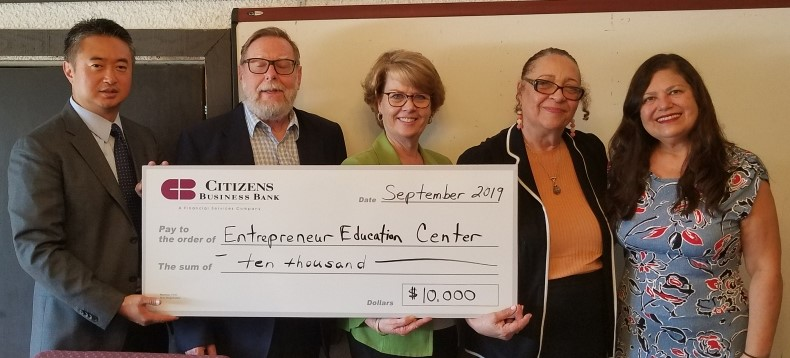 CITIZENS
BUSINESS BANK
A Financial Services Company
Date September 2019
Pay to
the order of Entrepreneur Education Center
The sum of ten thousand
Dollars $10,000